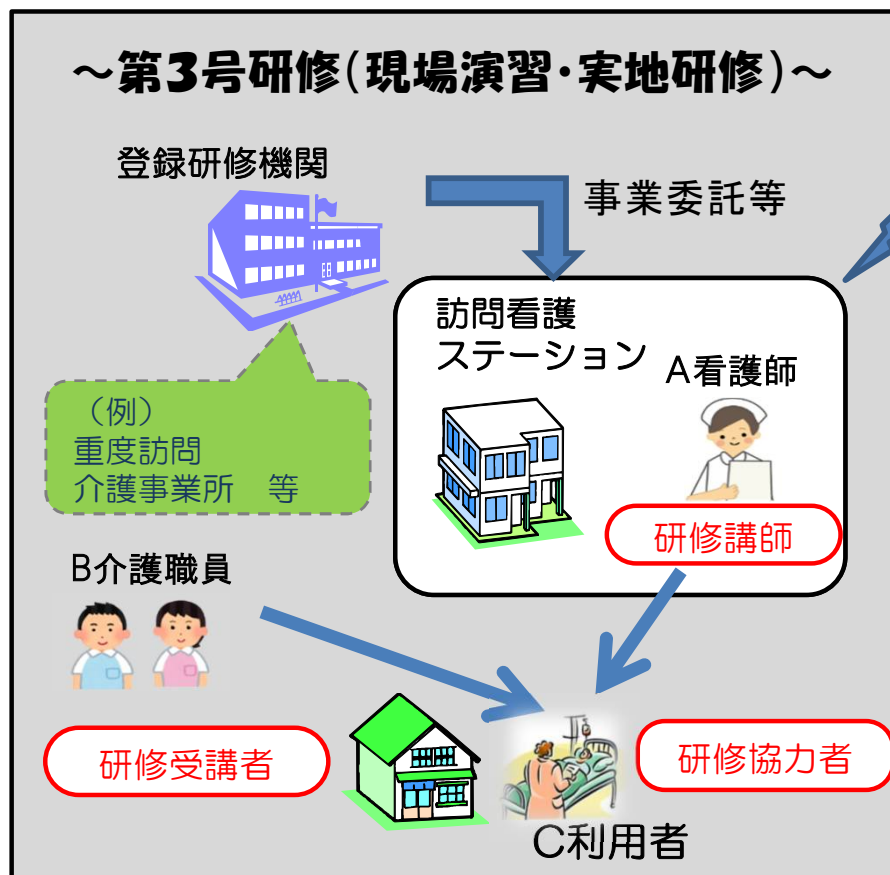 ～第3号研修(現場演習・実地研修)～
登録研修機関
事業委託等
訪問看護
ステーション
A看護師
(例)
重度訪問
介護事業所　等
研修講師
B介護職員
研修受講者
研修協力者
C利用者